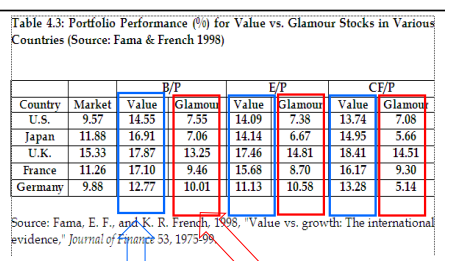 Table 4.3: Portfolio Performance (%) for Value vs. Glamour Stocks in Various
Countries (Source: Fama & French 1998)
B/P E/P CF/P
Country Market Value Glamour Value Glamour Value Glamour
U.S. 9.57 14.55 7.55 14.09 7.38 13.74 7.08
Japan 11.88 16.91 7.06 14.14 6.67 14.95 5.66
U.K. 15.33 17.87 13.25 17.46 14.81 18.41 14.51
France 11.26 17.10 9.46 15.68 8.70 16.17 9.30
Germany 9.88 12.77 10.01 11.13 10.58 13.28 5.14
Source: Fama, E. F., and K. R. French, 1998, "Value vs. growth: The international
evidence," Journal of Finance 53, 1975-99.